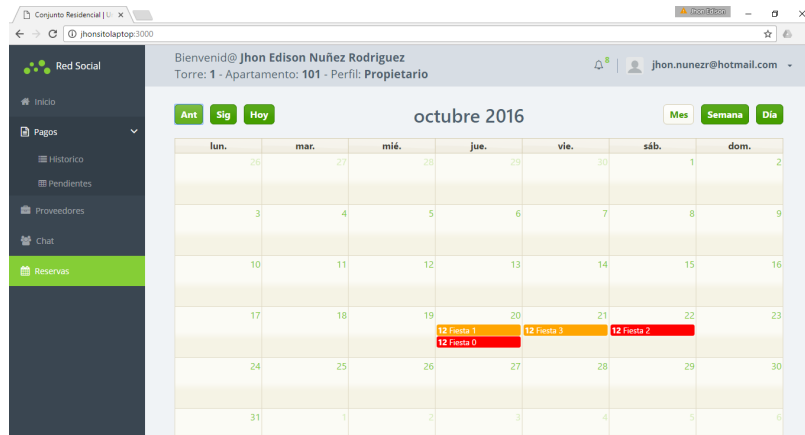 Conjunto Residencial | Un
Jhon Edison
jhonsitolaptop:3000
Red Social
Bienvenid@ Jhon Edison Nuñez Rodriguez
Torre: 1 - Apartamento: 101 - Perfil: Propietario
8
jhon.nunezr@hotmail.com
Inicio
Pagos
Historico
Pendientes
Proveedores
Chat
Reservas
Ant Sig Hoy
octubre 2016
Mes Semana Día
lun. mar. mié. jue. vie. sáb. dom.
26 27 28 29 30 1 2
3 4 5 6 7 8 9
10 11 12 13 14 15 16
17 18 19 20 21 22 23
12 Fiesta 1 12 Fiesta 3 12 Fiesta 2
12 Fiesta 0
24 25 26 27 28 29 30
31 1 2 3 4 5 6